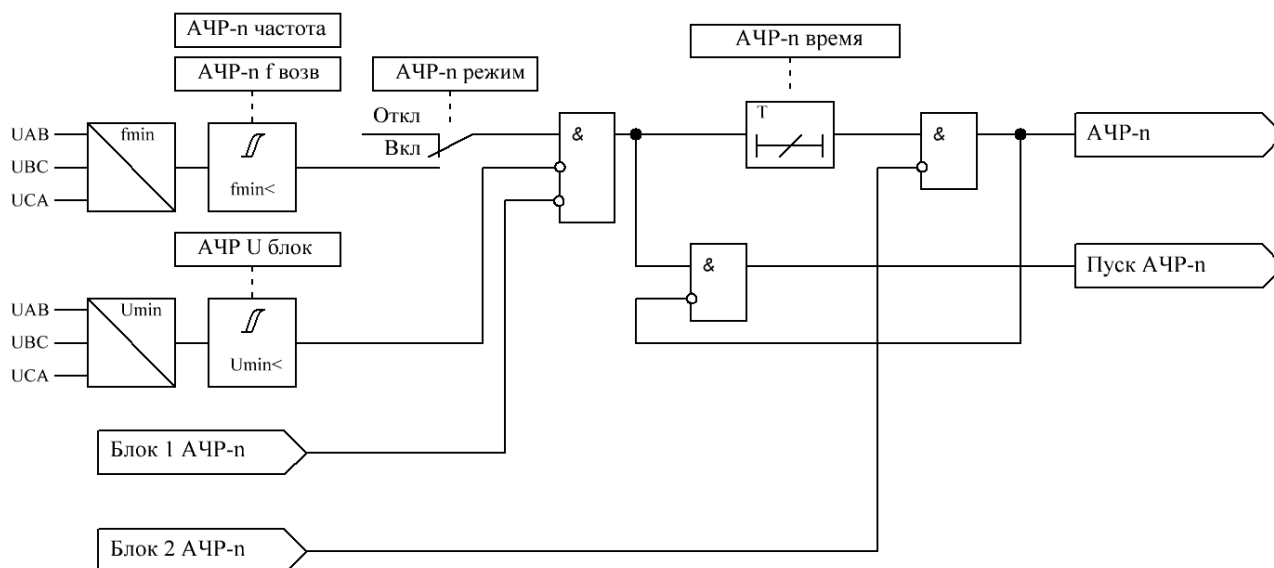 АЧР-n частота
АЧР-n f возв
АЧР-n режим
АЧР-n время
Откл
Вкл
UAB
UBC
UCA
fmin
fmin<
&
T
&
АЧР-n
&
Пуск АЧР-n
АЧР U блок
UAB
UBC
UCA
Umin
Umin<
Блок 1 АЧР-n
Блок 2 АЧР-n